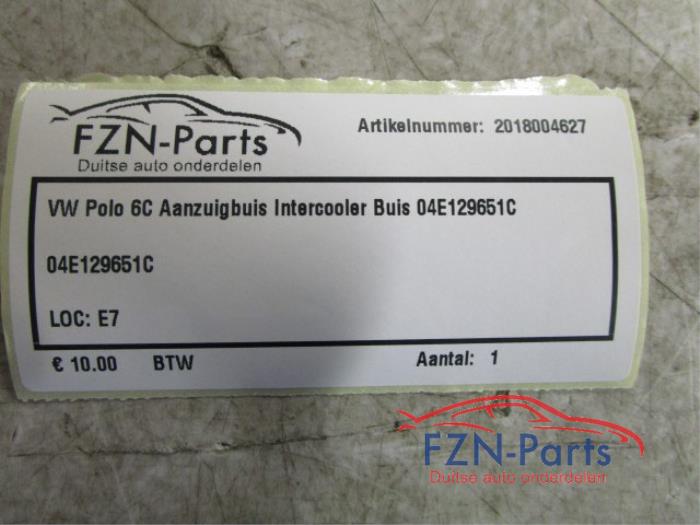 FZN-Parts
Duitse auto onderdelen
Artikelnummer: 2018004627
VW Polo 6C Aanzuigbuis Intercooler Buis 04E129651C
04E129651C
LOC: E7
€ 10.00 BTW Aantal: 1
FZN-Parts
Duitse auto onderdelen